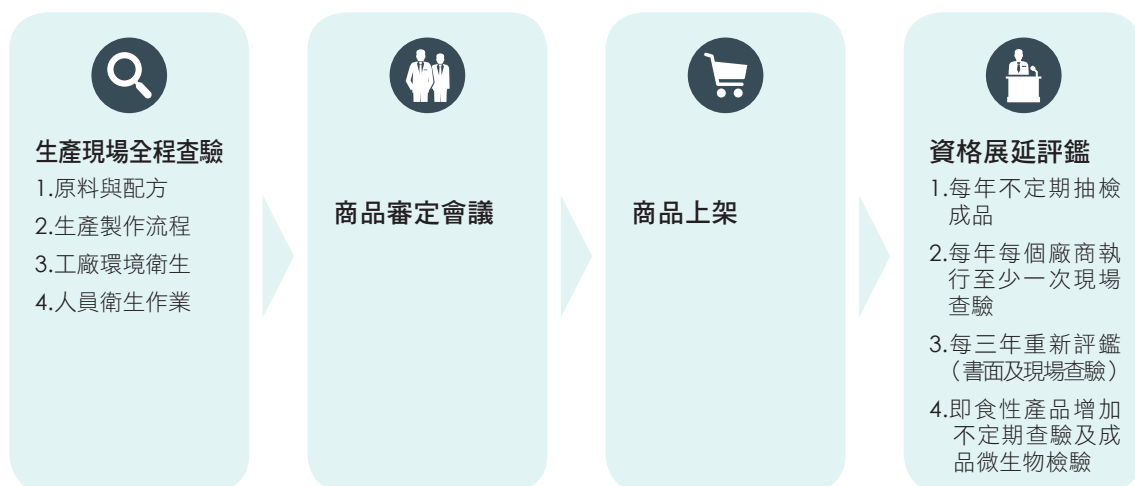 生產現場全程查驗
1.原料與配方
2.生產製作流程
3.工廠環境衛生
4.人員衛生作業
商品審定會議
商品上架
資格展延評鑑
1.每年不定期抽檢
成品
2.每年每個廠商執
行至少一次現場
查驗
3.每三年重新評鑑
（書面及現場查驗）
4.即食性產品增加
不定期查驗及成
品微生物檢驗